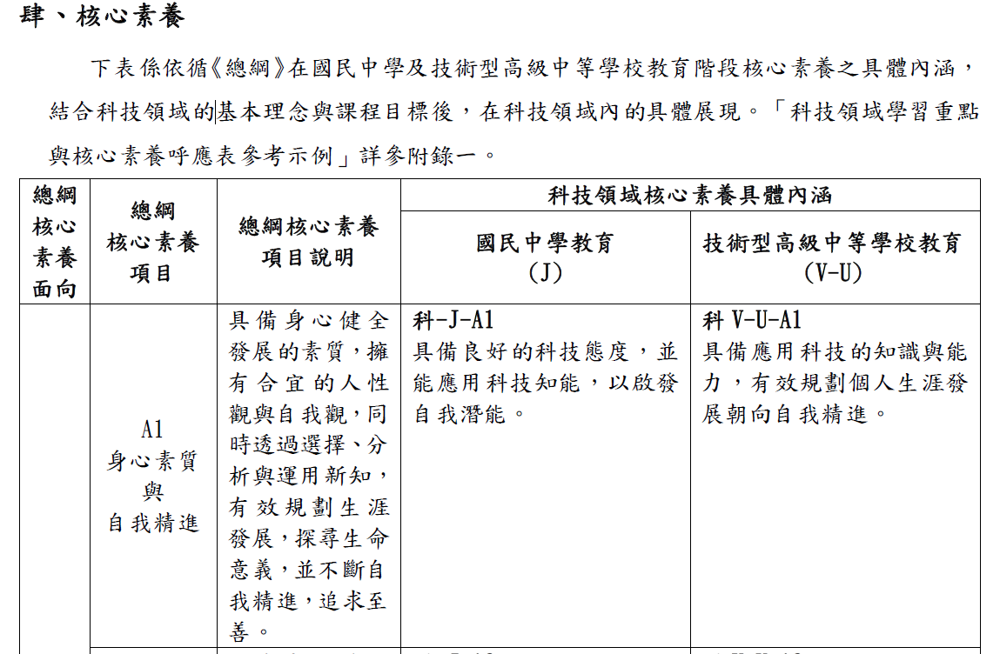 肆、核心素養
下表係依循《總綱》在國民中學及技術型高級中等學校教育階段核心素養之具體內涵，
結合科技領域的基本理念與課程目標後，在科技領域內的具體展現。「科技領域學習重點
與核心素養呼應表參考示例」詳參附錄一。
總綱
核心
素養
面向
總綱
核心素養
項目
總綱核心素養
項目說明
科技領域核心素養具體內涵
國民中學教育
(J)
技術型高級中等學校教育
(V-U)
A1
身心素質
與
自我精進
具備身心健全
發展的素質，擁
有合宜的人性
觀與自我觀，同
時透過選擇、分
析與運用新知，
有效規劃生涯
發展，探尋生命
意義，並不斷自
我精進，追求至
善。
科-J-A1
具備良好的科技態度，並
能應用科技知能，以啟發
自我潛能。
科 V-U-A1
具備應用科技的知識與能
力，有效規劃個人生涯發
展朝向自我精進。